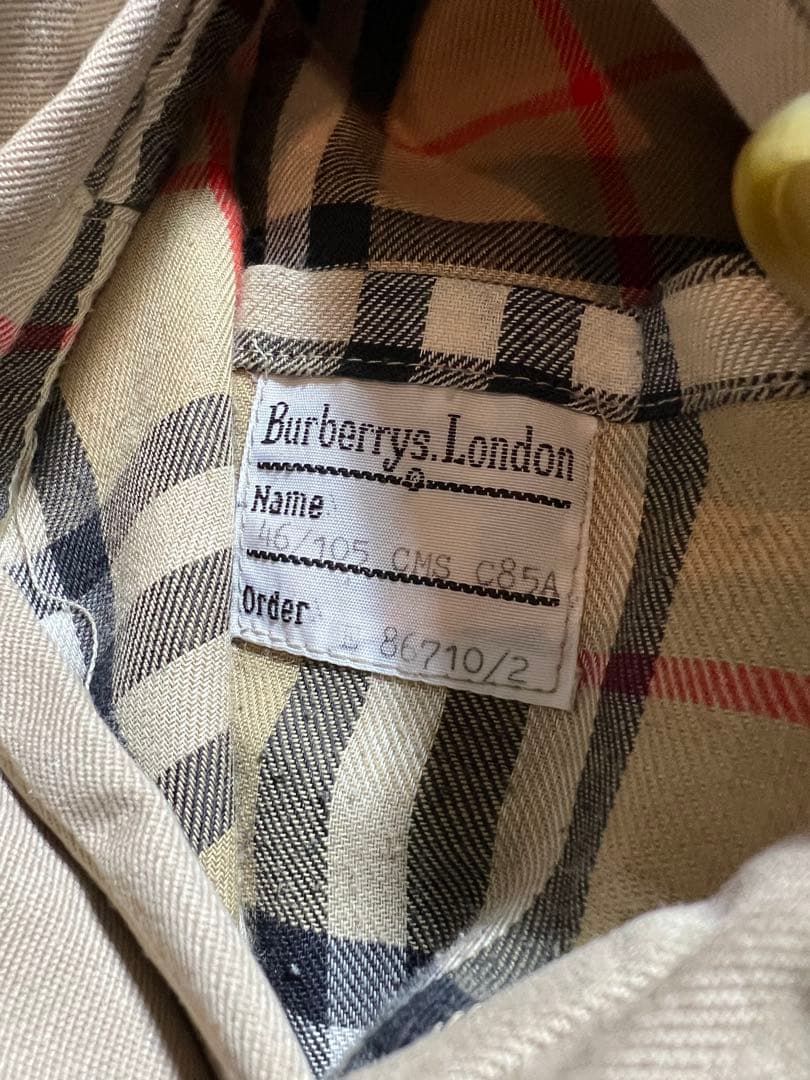 Burberrys. London
Name
46/105 CMS C85A
Order
86710/2